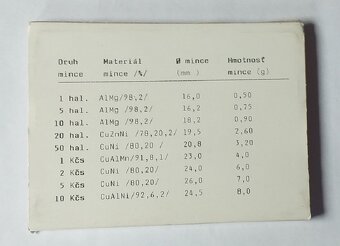 Druh Materiál Ø mince Hmotnosť
mince mince /%/ (mm ) mince (g)
1 hal. AlMg/98,2/ 16,0 0,50
5 hal. AlMg/98,2/ 16,2 0,75
10 hal. AlMg /98,2/ 18,2 0,90
20 hal. CuZnNi /78,20,2/ 19,5 2,60
50 hal. CuNi /80,20 / 20,8 3,20
1 Kčs CuAlMn/91,8,1/ 23,0 4,0
2 Kčs CuNi /80,20/ 24,0 6,0
5 Kčs CuNi /80,20/ 26,0 7,0
10 Kčs CuAlNi/92,6,2/ 24,5 8,0